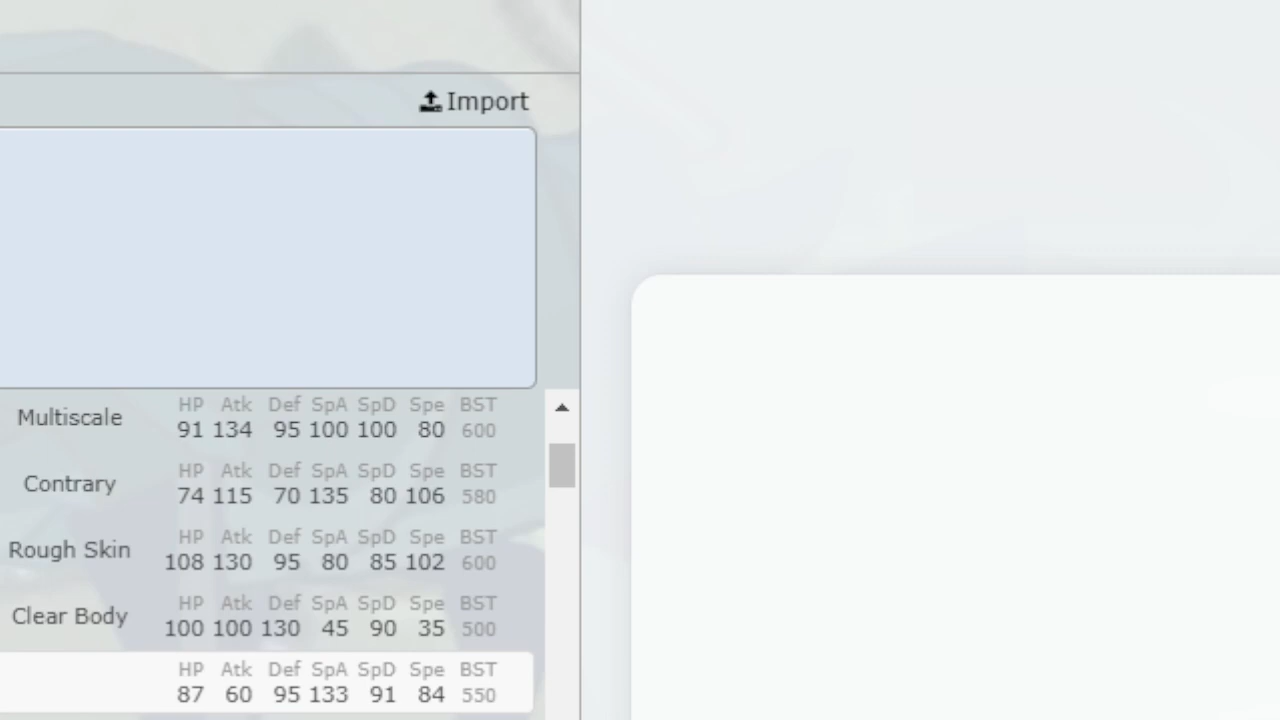 Import
Multiscale HP Atk Def SpA SpD Spe BST
91 134 95 100 100 80 600
Contrary HP Atk Def SpA SpD Spe BST
74 115 70 135 80 106 580
Rough Skin HP Atk Def SpA SpD Spe BST
108 130 95 80 85 102 600
Clear Body HP Atk Def SpA SpD Spe BST
100 100 130 45 90 35 500
HP Atk Def SpA SpD Spe BST
87 60 95 133 91 84 550